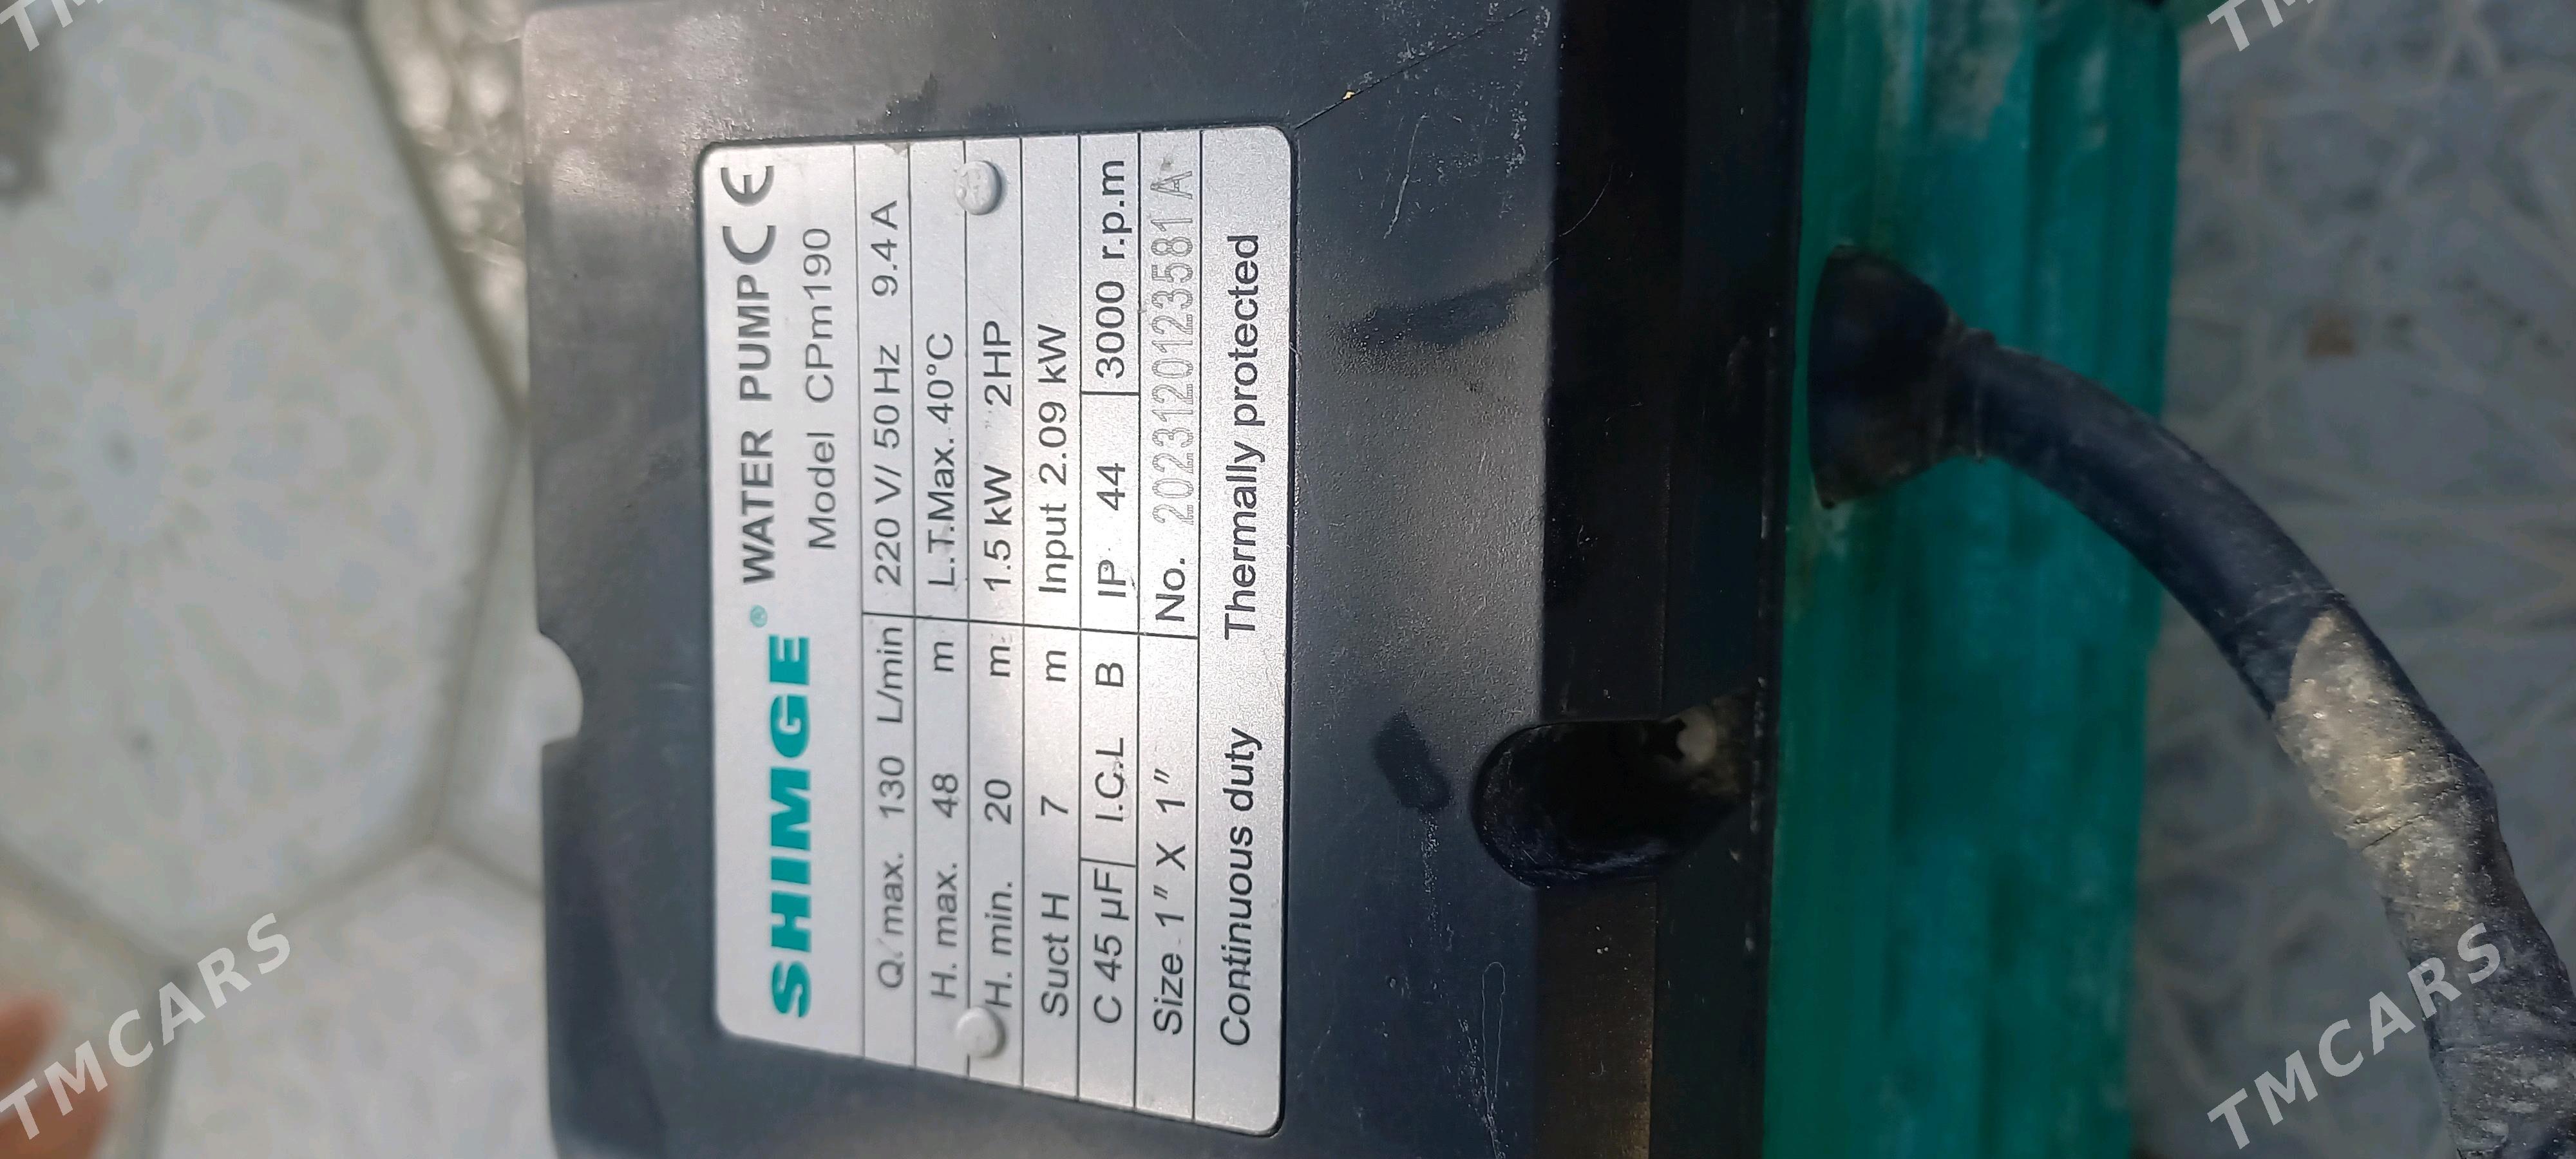 SHIMGE® WATER PUMP CE
Model CPm190
Q. max. 130 L/min 220 V/ 50 Hz 9.4 A
H. max. 48 m L.T.Max. 40°C
H. min. 20 m 1.5 kW 2HP
Suct H 7 m Input 2.09 kW
C 45 µF I.C.L B IP 44 3000 r.p.m
Size 1" X 1" No. 2023120123581 A
Continuous duty Thermally protected
TMCARS
TMCARS